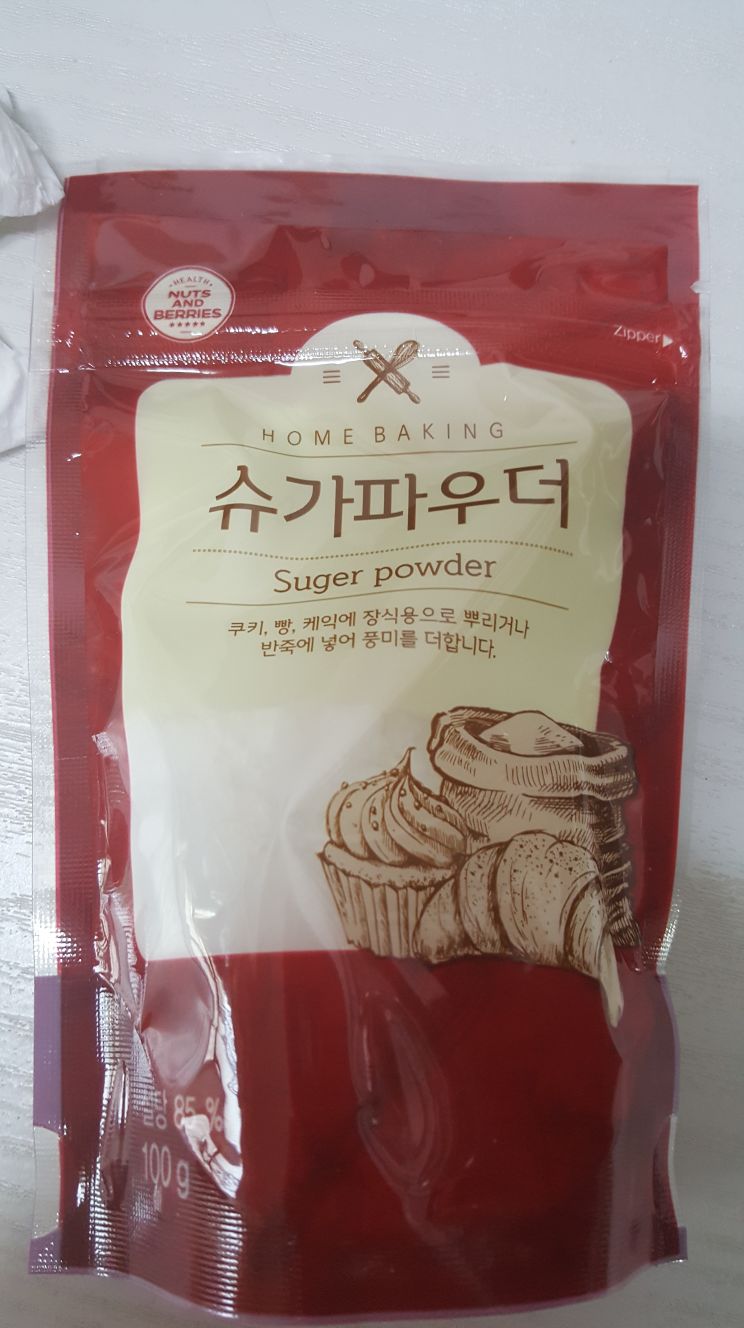 HEALTH
NUTS
AND
BERRIES
Zipper
HOME BAKING
슈가파우더
Suger powder
쿠키, 빵, 케익에 장식용으로 뿌리거나
반죽에 넣어 풍미를 더합니다.
85 %
100 g